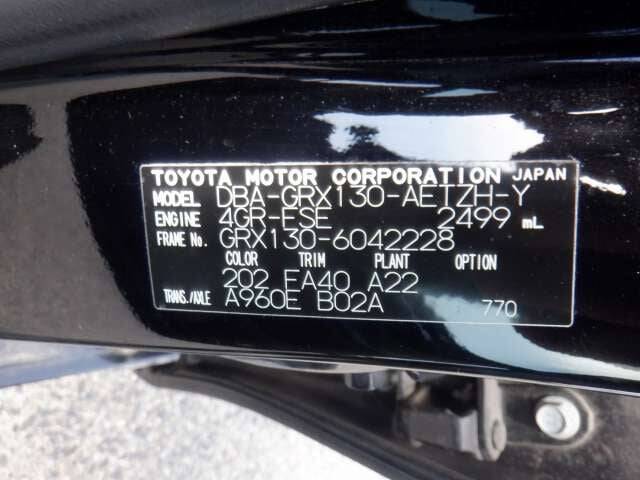 TOYOTA MOTOR CORPORATION JAPAN
MODEL DBA-GRX130-AETZH-Y
ENGINE 4GR-FSE 2499 mL
FRAME No. GRX130-6042228
COLOR TRIM PLANT OPTION
202 FA40 A22
TRANS./AXLE A960E B02A 770